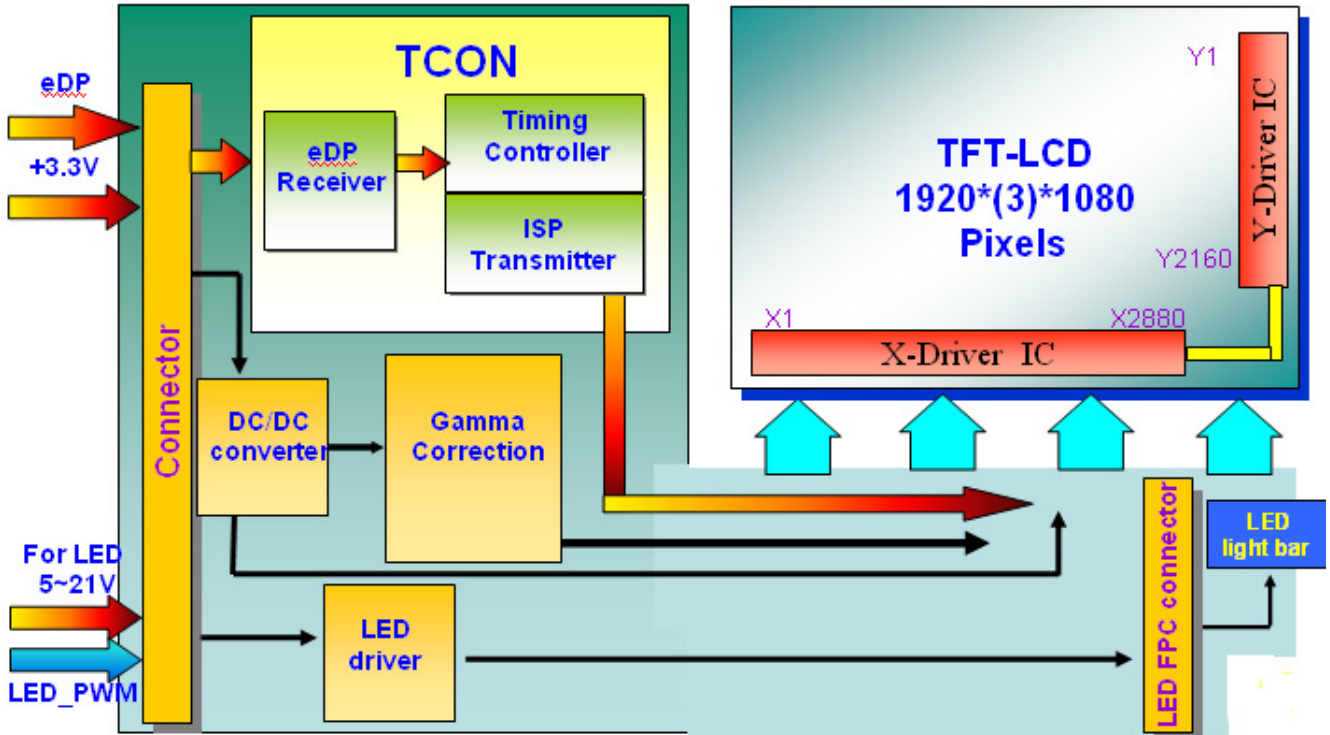 eDP
+3.3V
For LED
5~21V
LED_PWM
Connector
TCON
eDP
Receiver
Timing
Controller
ISP
Transmitter
DC/DC
converter
Gamma
Correction
LED
driver
TFT-LCD
1920*(3)*1080
Pixels
Y1
Y2160
Y-Driver IC
X1
X2880
X-Driver IC
LED FPC connector
LED
light bar